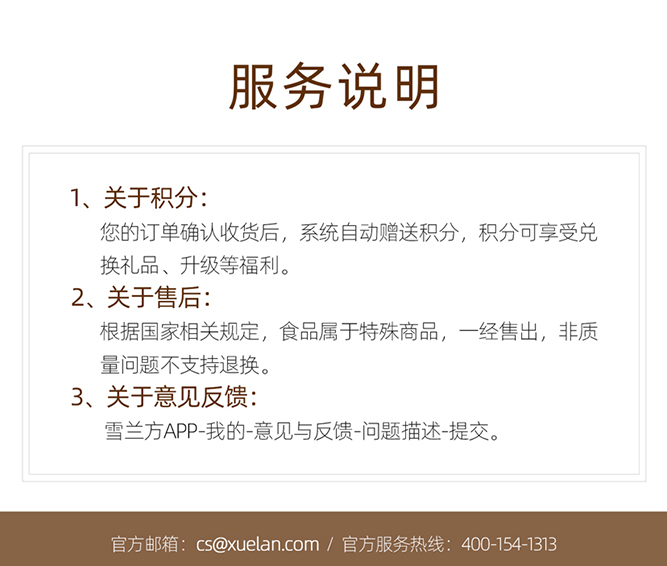 服务说明
1、关于积分：
您的订单确认收货后，系统自动赠送积分，积分可享受兑
换礼品、升级等福利。
2、关于售后：
根据国家相关规定，食品属于特殊商品，一经售出，非质
量问题不支持退换。
3、关于意见反馈：
雪兰方APP-我的-意见与反馈-问题描述-提交。
官方邮箱：cs@xuelan.com / 官方服务热线：400-154-1313